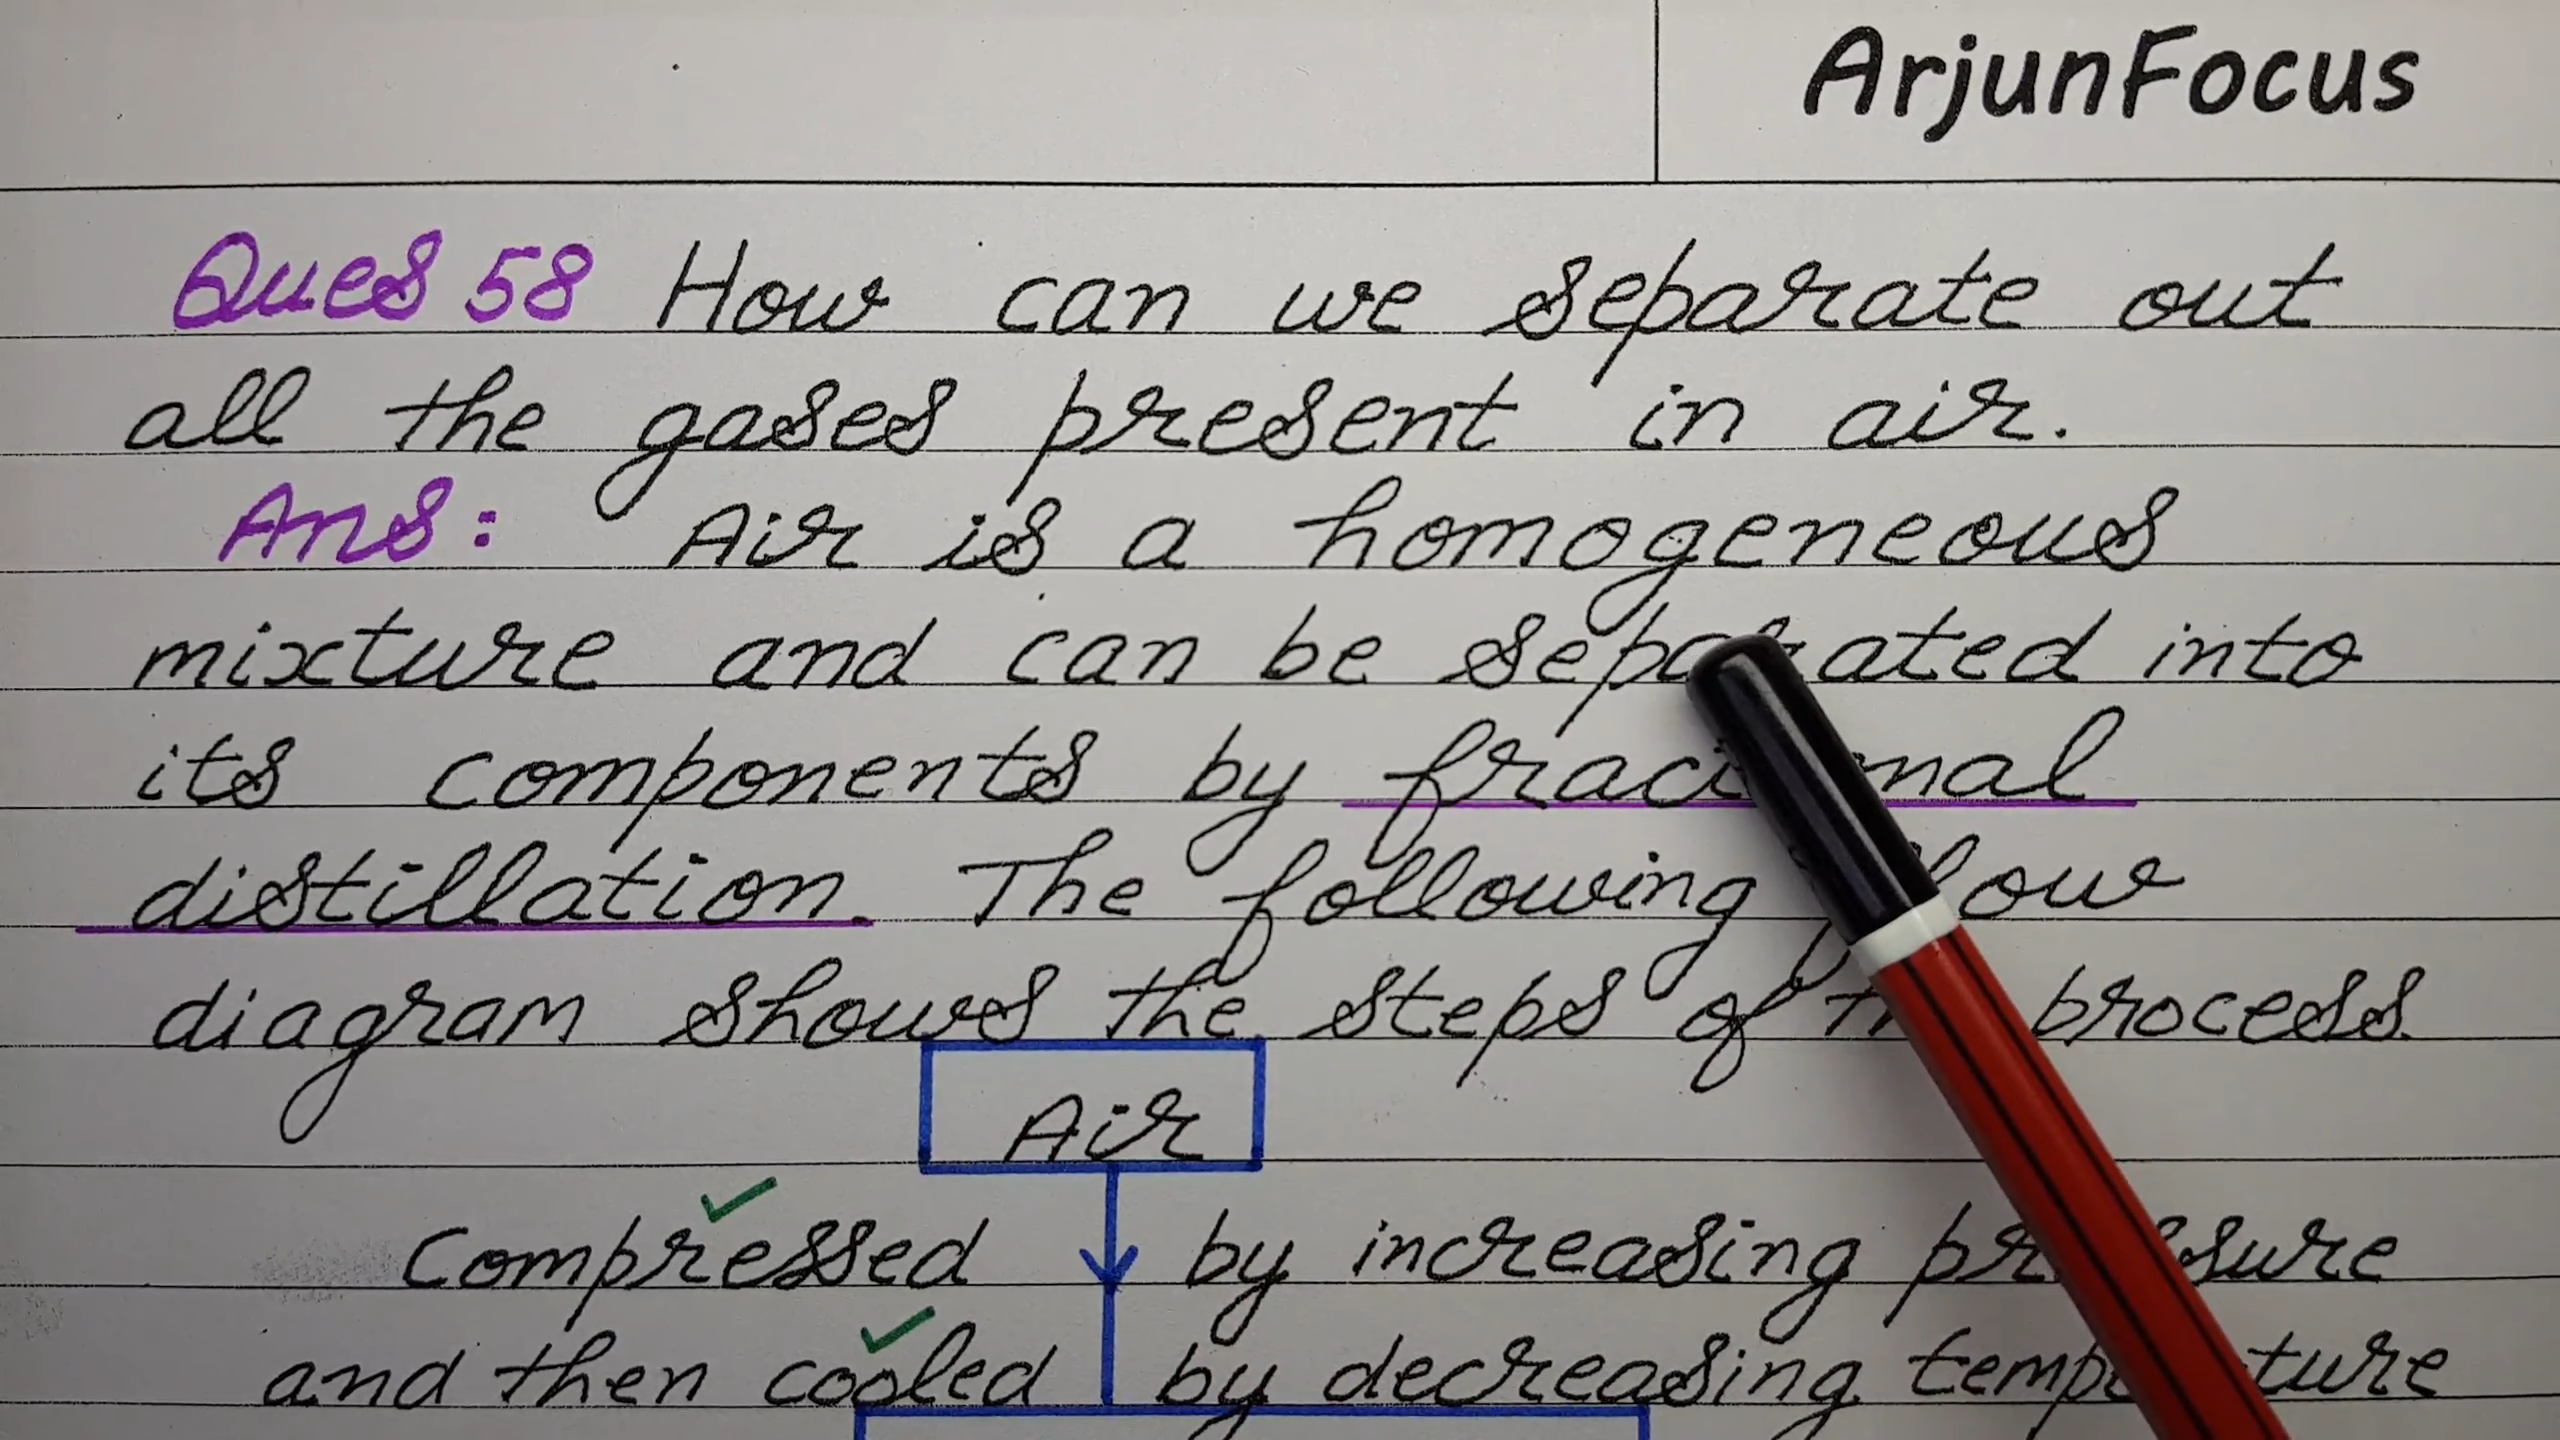 ArjunFocus
Ques 58 How can we separate out
all the gases present in air.
Ans: Air is a homogeneous
mixture and can be separated into
its components by fractional
distillation. The following flow
diagram shows the steps of the process.
Air
Compressed by increasing pressure
and then cooled by decreasing temperature